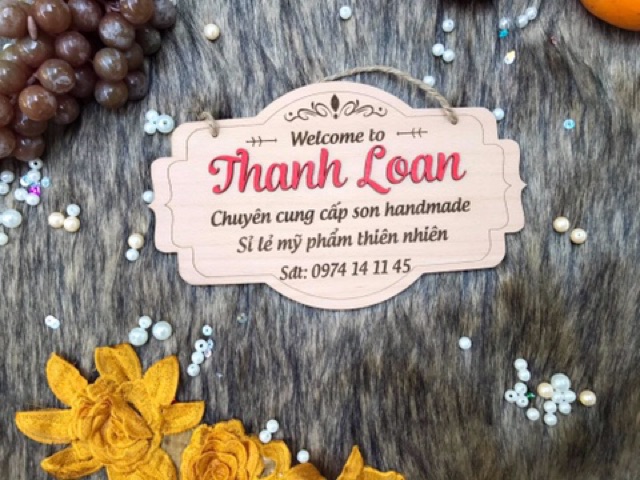 Welcome to
Thanh Loan
Chuyên cung cấp son handmade
Sỉ lẻ mỹ phẩm thiên nhiên
Sđt: 0974 14 11 45